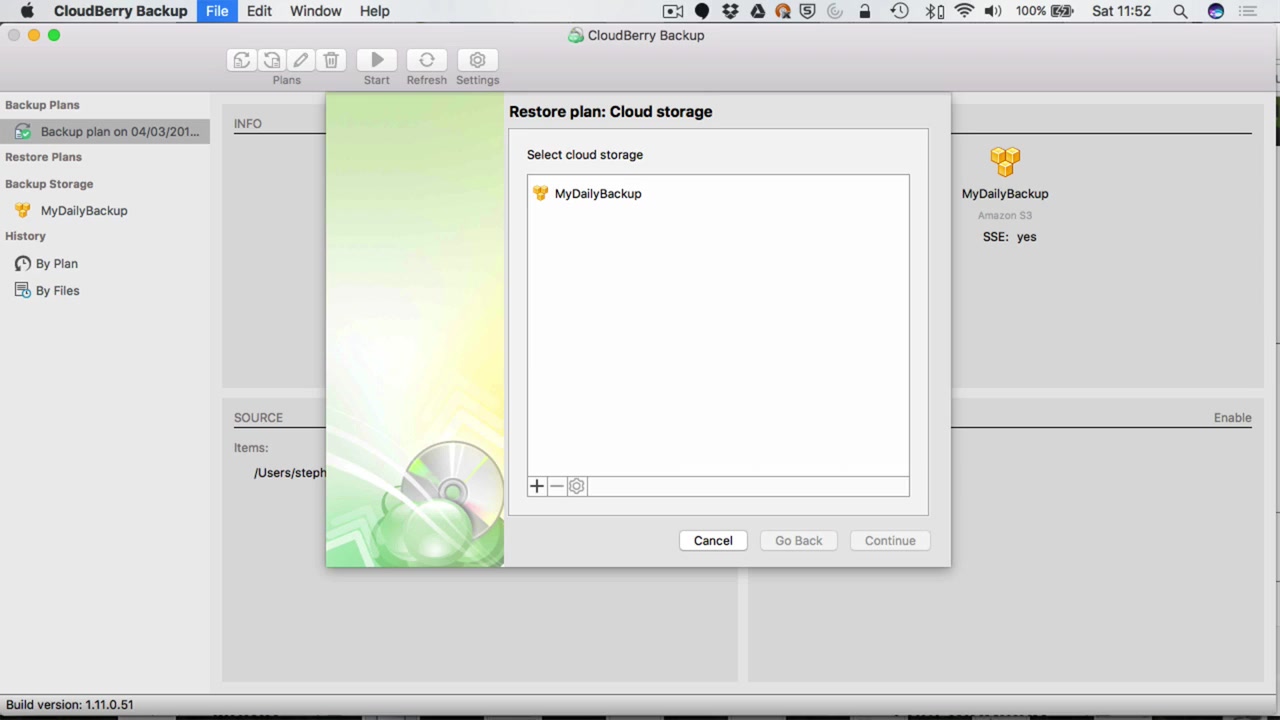 CloudBerry Backup File Edit Window Help 100% Sat 11:52
CloudBerry Backup
Plans Start Refresh Settings
Backup Plans
Backup plan on 04/03/201...
Restore Plans
Backup Storage
MyDailyBackup
History
By Plan
By Files
INFO
Restore plan: Cloud storage
Select cloud storage
MyDailyBackup
Cancel Go Back Continue
MyDailyBackup
Amazon S3
SSE: yes
SOURCE
Items:
/Users/steph
Enable
Build version: 1.11.0.51